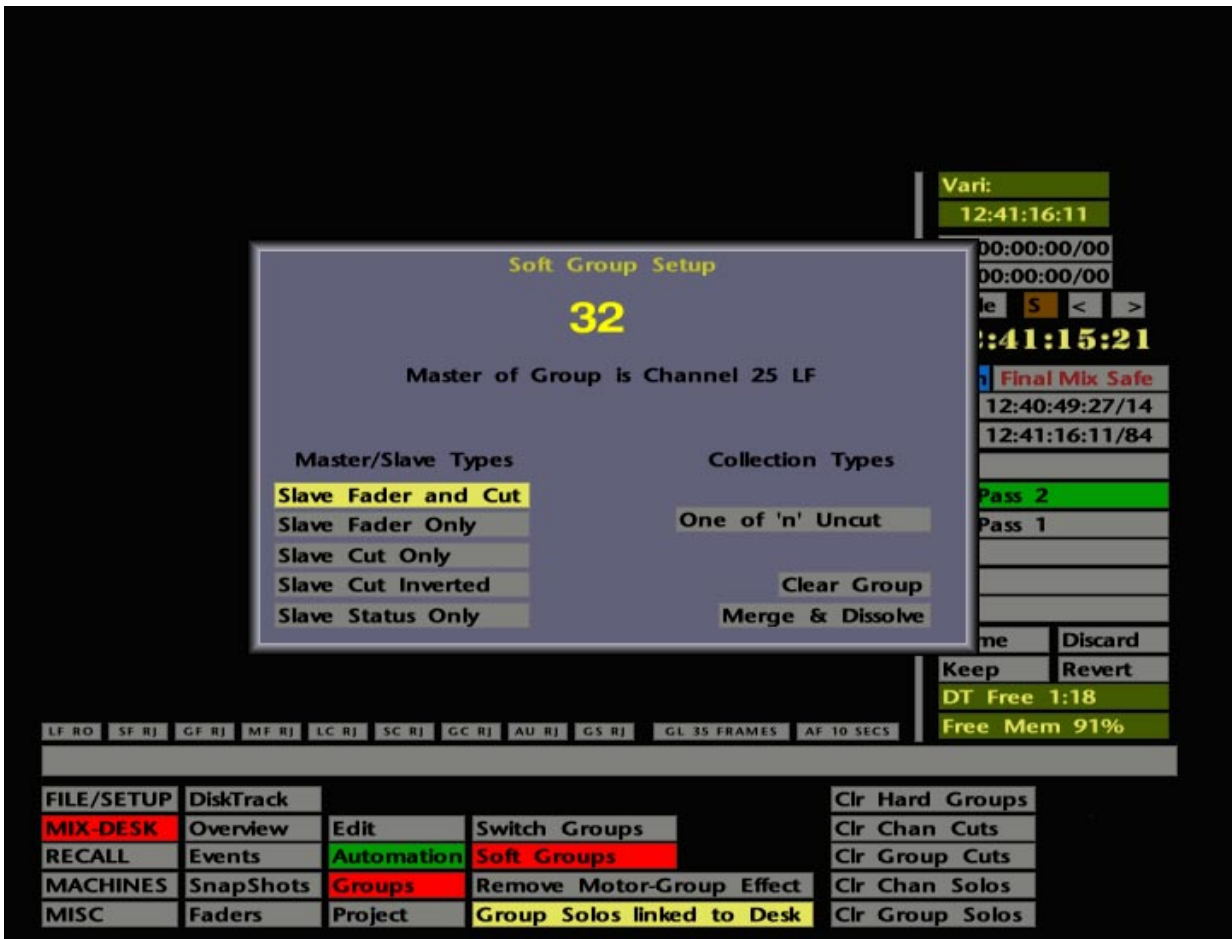 Vari:
12:41:16:11
00:00:00/00
00:00:00/00
S < >
:41:15:21
Final Mix Safe
12:40:49:27/14
12:41:16:11/84
Pass 2
Pass 1
Discard
Keep Revert
DT Free 1:18
Free Mem 91%
Soft Group Setup
32
Master of Group is Channel 25 LF
Master/Slave Types
Slave Fader and Cut
Slave Fader Only
Slave Cut Only
Slave Cut Inverted
Slave Status Only
Collection Types
One of 'n' Uncut
Clear Group
Merge & Dissolve
LF RO SF RJ GF RJ MF RJ LC RJ SC RJ GC RJ AU RJ GS RJ GL 35 FRAMES AF 10 SECS
FILE/SETUP DiskTrack Clr Hard Groups
MIX-DESK Overview Edit Switch Groups Clr Chan Cuts
RECALL Events Automation Soft Groups Clr Group Cuts
MACHINES SnapShots Groups Remove Motor-Group Effect Clr Chan Solos
MISC Faders Project Group Solos linked to Desk Clr Group Solos